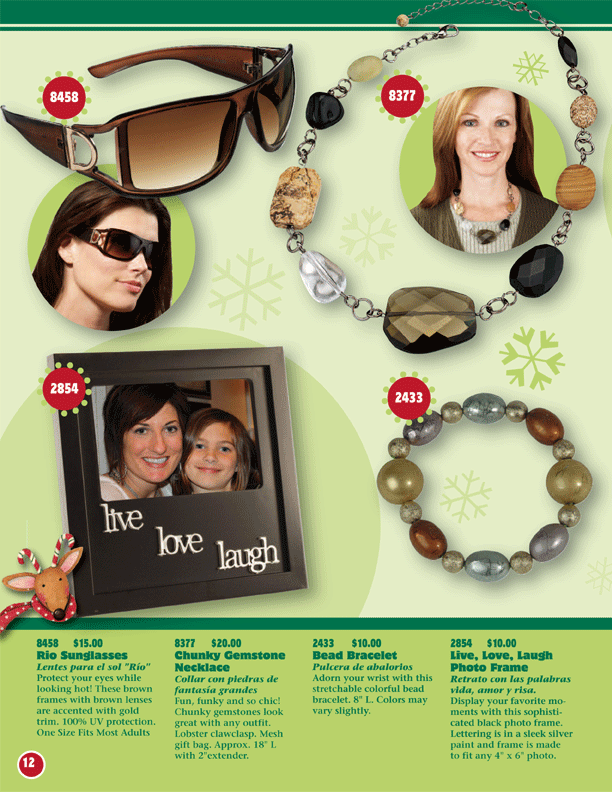 8458
8377
2854
live
love
laugh
2433
8458 $15.00
Rio Sunglasses
Lentes para el sol "Río"
Protect your eyes while
looking hot! These brown
frames with brown lenses
are accented with gold
trim. 100% UV protection.
One Size Fits Most Adults
8377 $20.00
Chunky Gemstone
Necklace
Collar con piedras de
fantasía grandes
Fun, funky and so chic!
Chunky gemstones look
great with any outfit.
Lobster clawclasp. Mesh
gift bag. Approx. 18" L
with 2"extender.
2433 $10.00
Bead Bracelet
Pulcera de abalorios
Adorn your wrist with this
stretchable colorful bead
bracelet. 8" L. Colors may
vary slightly.
2854 $10.00
Live, Love, Laugh
Photo Frame
Retrato con las palabras
vida, amor y risa.
Display your favorite mo-
ments with this sophisti-
cated black photo frame.
Lettering is in a sleek silver
paint and frame is made
to fit any 4" x 6" photo.
12